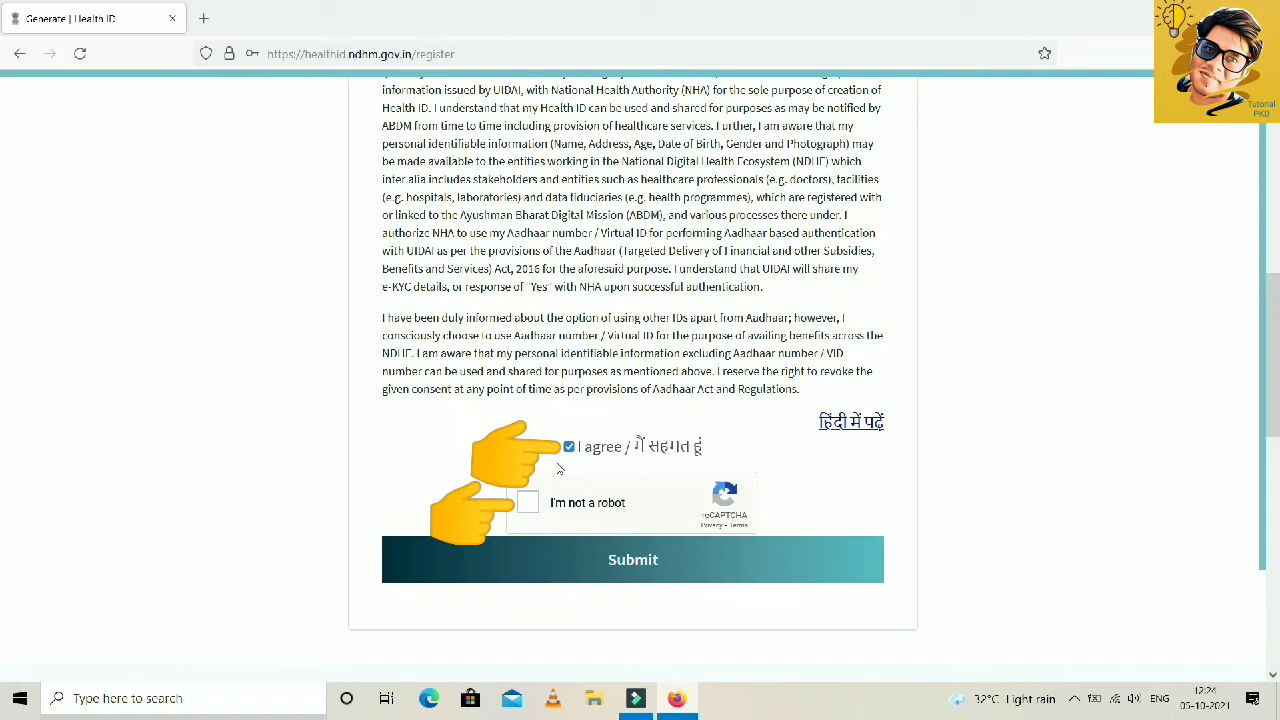 Generate | Health ID
https://healthid.ndhm.gov.in/register
Tutorial
PKD
information issued by UIDAI, with National Health Authority (NHA) for the sole purpose of creation of
Health ID. I understand that my Health ID can be used and shared for purposes as may be notified by
ABDM from time to time including provision of healthcare services. Further, I am aware that my
personal identifiable information (Name, Address, Age, Date of Birth, Gender and Photograph) may
be made available to the entities working in the National Digital Health Ecosystem (NDHE) which
inter alia includes stakeholders and entities such as healthcare professionals (e.g. doctors), facilities
(e.g. hospitals, laboratories) and data fiduciaries (e.g. health programmes), which are registered with
or linked to the Ayushman Bharat Digital Mission (ABDM), and various processes there under. I
authorize NHA to use my Aadhaar number / Virtual ID for performing Aadhaar based authentication
with UIDAI as per the provisions of the Aadhaar (Targeted Delivery of Financial and other Subsidies,
Benefits and Services) Act, 2016 for the aforesaid purpose. I understand that UIDAI will share my
e-KYC details, or response of "Yes" with NHA upon successful authentication.
I have been duly informed about the option of using other IDs apart from Aadhaar; however, I
consciously choose to use Aadhaar number / Virtual ID for the purpose of availing benefits across the
NDHE. I am aware that my personal identifiable information excluding Aadhaar number / VID
number can be used and shared for purposes as mentioned above. I reserve the right to revoke the
given consent at any point of time as per provisions of Aadhaar Act and Regulations.
हिंदी में पढ़ें
I agree / मैं सहमत हूं
I'm not a robot
reCAPTCHA
Privacy - Terms
Submit
Type here to search
32°C Light rain
ENG
12:24
05-10-2021